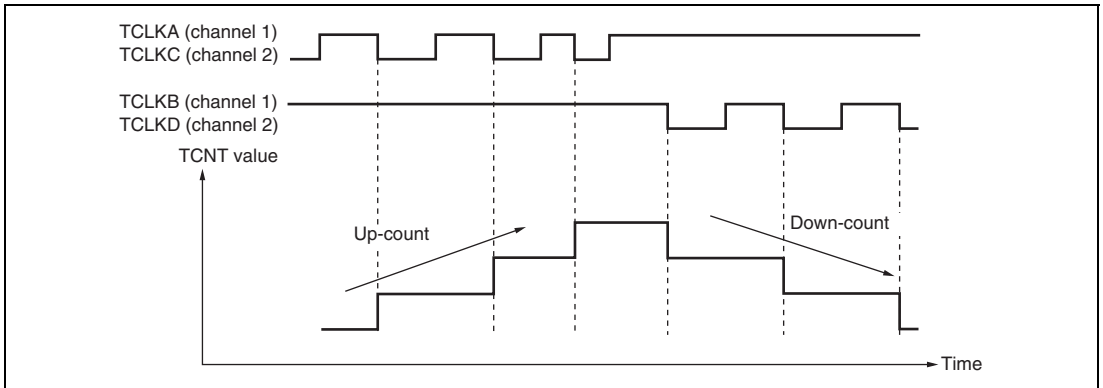 TCLKA (channel 1)
TCLKC (channel 2)
TCLKB (channel 1)
TCLKD (channel 2)
TCNT value
Up-count
Down-count
Time